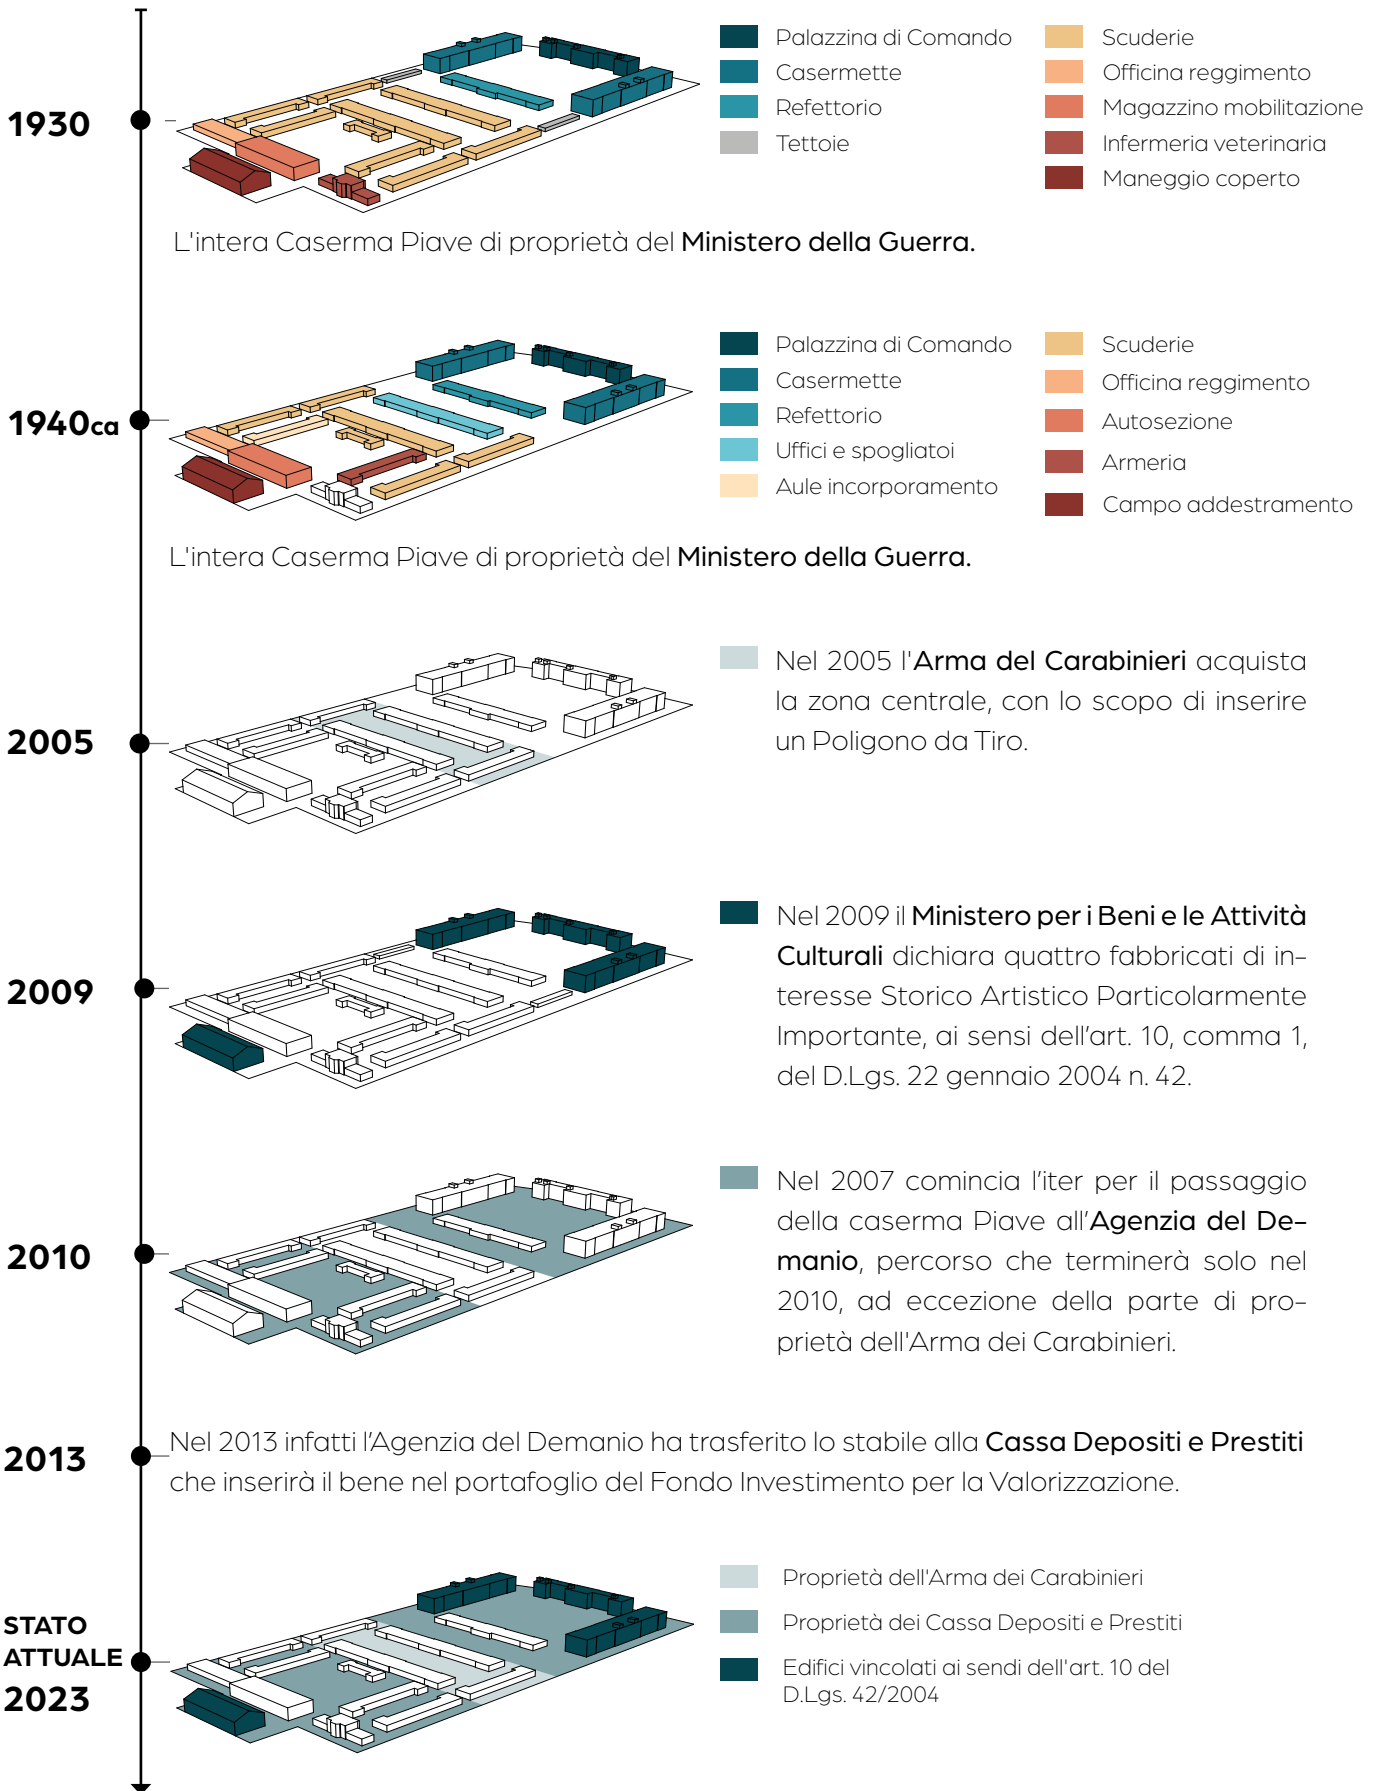 1930
Palazzina di Comando
Casermette
Refettorio
Tettoie
Scuderie
Officina reggimento
Magazzino mobilitazione
Infermeria veterinaria
Maneggio coperto
L'intera Caserma Piave di proprietà del Ministero della Guerra.
1940ca
Palazzina di Comando
Casermette
Refettorio
Uffici e spogliatoi
Aule incorporamento
Scuderie
Officina reggimento
Autosezione
Armeria
Campo addestramento
L'intera Caserma Piave di proprietà del Ministero della Guerra.
2005
Nel 2005 l'Arma del Carabinieri acquista
la zona centrale, con lo scopo di inserire
un Poligono da Tiro.
2009
Nel 2009 il Ministero per i Beni e le Attività
Culturali dichiara quattro fabbricati di in-
teresse Storico Artistico Particolarmente
Importante, ai sensi dell'art. 10, comma 1,
del D.Lgs. 22 gennaio 2004 n. 42.
2010
Nel 2007 comincia l'iter per il passaggio
della caserma Piave all'Agenzia del De-
manio, percorso che terminerà solo nel
2010, ad eccezione della parte di pro-
prietà dell'Arma dei Carabinieri.
2013
Nel 2013 infatti l'Agenzia del Demanio ha trasferito lo stabile alla Cassa Depositi e Prestiti
che inserirà il bene nel portafoglio del Fondo Investimento per la Valorizzazione.
STATO
ATTUALE
2023
Proprietà dell'Arma dei Carabinieri
Proprietà dei Cassa Depositi e Prestiti
Edifici vincolati ai sendi dell'art. 10 del
D.Lgs. 42/2004